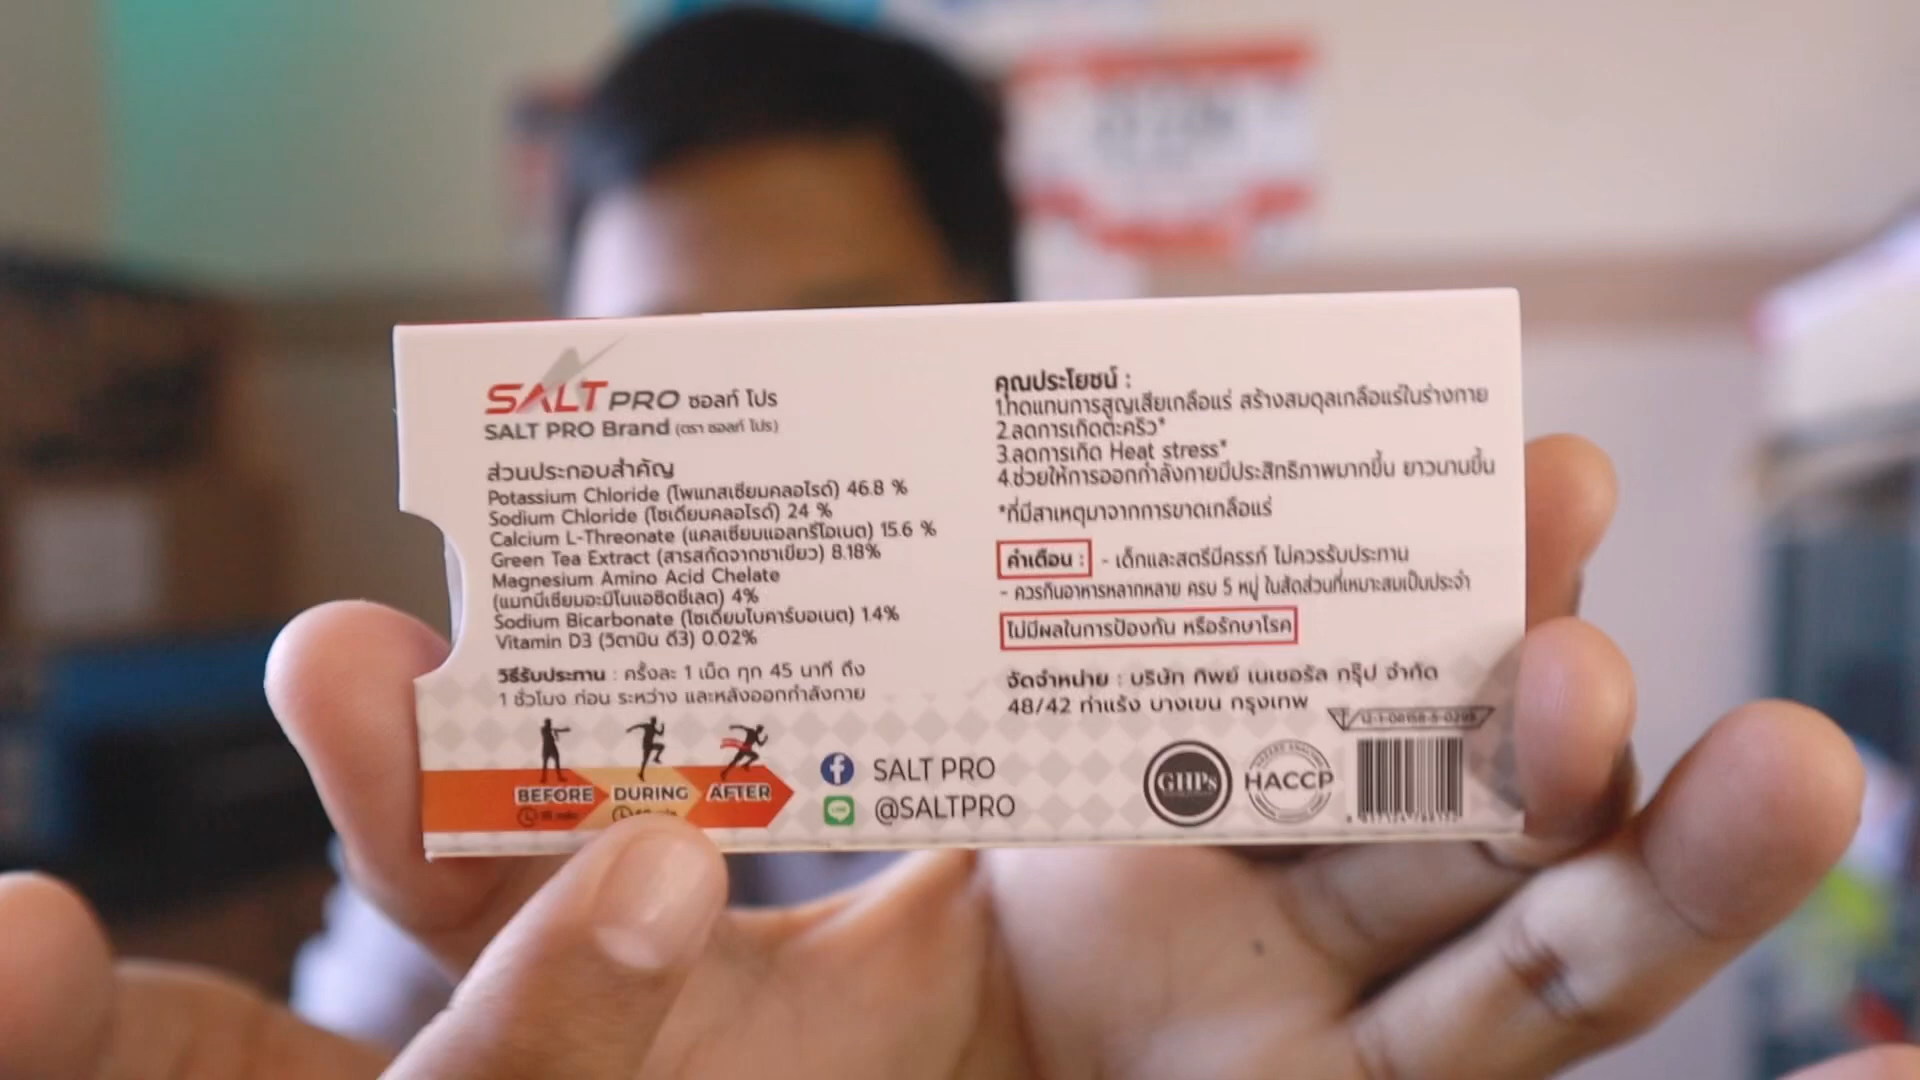 SALT PRO ซอลท์ โปร
SALT PRO Brand (ตรา ซอลท์ โปร)
ส่วนประกอบสำคัญ
Potassium Chloride (โพแทสเซียมคลอไรด์) 46.8 %
Sodium Chloride (โซเดียมคลอไรด์) 24 %
Calcium L-Threonate (แคลเซียมแอลทรีโอเนต) 15.6 %
Green Tea Extract (สารสกัดจากชาเขียว) 8.18%
Magnesium Amino Acid Chelate
(แมกนีเซียมอะมิโนแอซิดชีเลต) 4%
Sodium Bicarbonate (โซเดียมไบคาร์บอเนต) 1.4%
Vitamin D3 (วิตามิน ดี3) 0.02%
วิธีรับประทาน : ครั้งละ 1 เม็ด ทุก 45 นาที ถึง
1 ชั่วโมง ก่อน ระหว่าง และหลังออกกำลังกาย
BEFORE DURING AFTER
SALT PRO
@SALTPRO
คุณประโยชน์ :
1.ทดแทนการสูญเสียเกลือแร่ สร้างสมดุลเกลือแร่ในร่างกาย
2.ลดการเกิดตะคริว*
3.ลดการเกิด Heat stress*
4.ช่วยให้การออกกำลังกายมีประสิทธิภาพมากขึ้น ยาวนานขึ้น
*ที่มีสาเหตุมาจากการขาดเกลือแร่
คำเตือน : - เด็กและสตรีมีครรภ์ ไม่ควรรับประทาน
- ควรกินอาหารหลากหลาย ครบ 5 หมู่ ในสัดส่วนที่เหมาะสมเป็นประจำ
ไม่มีผลในการป้องกัน หรือรักษาโรค
จัดจำหน่าย : บริษัท ทิพย์ เนเชอรัล กรุ๊ป จำกัด
48/42 ท่าแร้ง บางเขน กรุงเทพ
GHPs
HACCP